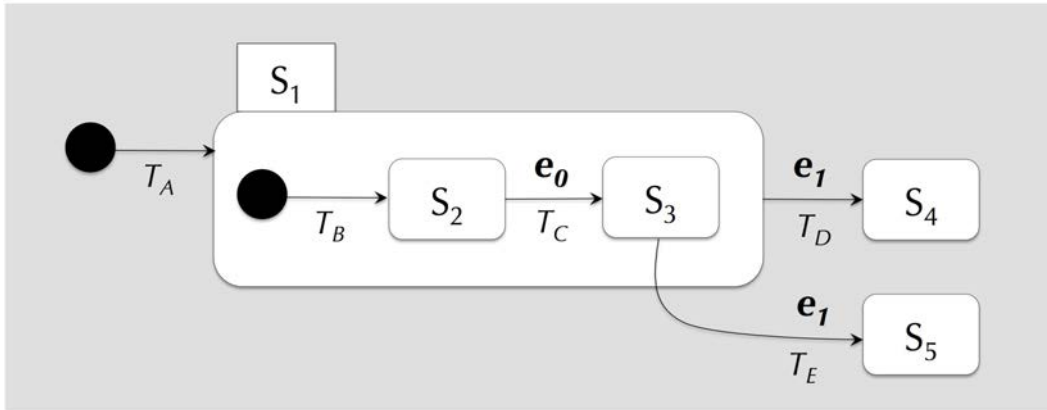 S₁
T_A
T_B
S₂
e₀
T_C
S₃
e₁
T_D
S₄
e₁
T_E
S₅